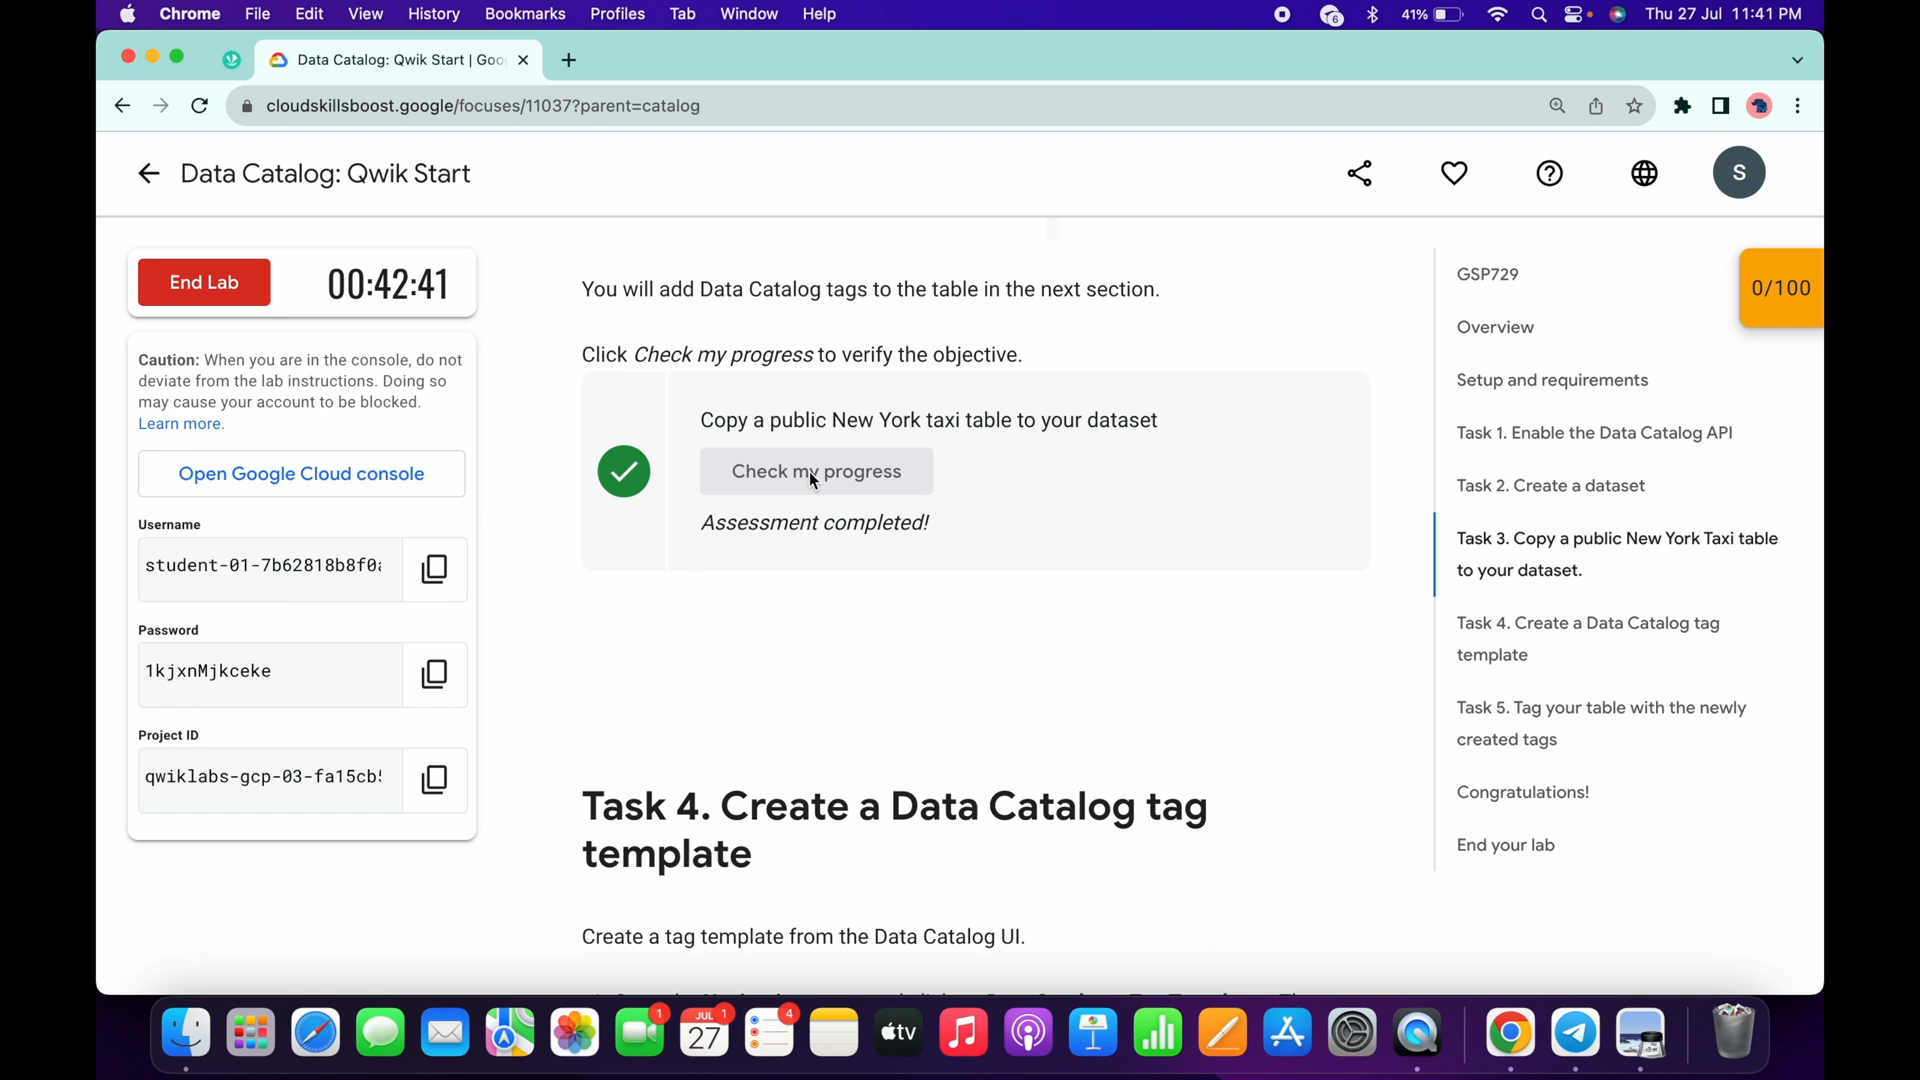 Chrome File Edit View History Bookmarks Profiles Tab Window Help
6
41%
Thu 27 Jul 11:41 PM
Data Catalog: Qwik Start | Goo
cloudskillsboost.google/focuses/11037?parent=catalog
Data Catalog: Qwik Start
S
End Lab
00:42:41
Caution: When you are in the console, do not
deviate from the lab instructions. Doing so
may cause your account to be blocked.
Learn more.
Open Google Cloud console
Username
student-01-7b62818b8f0
Password
1kjxnMjkceke
Project ID
qwiklabs-gcp-03-fa15cb
You will add Data Catalog tags to the table in the next section.
Click Check my progress to verify the objective.
Copy a public New York taxi table to your dataset
Check my progress
Assessment completed!
Task 4. Create a Data Catalog tag
template
Create a tag template from the Data Catalog UI.
GSP729
Overview
Setup and requirements
Task 1. Enable the Data Catalog API
Task 2. Create a dataset
Task 3. Copy a public New York Taxi table
to your dataset.
Task 4. Create a Data Catalog tag
template
Task 5. Tag your table with the newly
created tags
Congratulations!
End your lab
0/100
1
JUL
27
1
4
tv